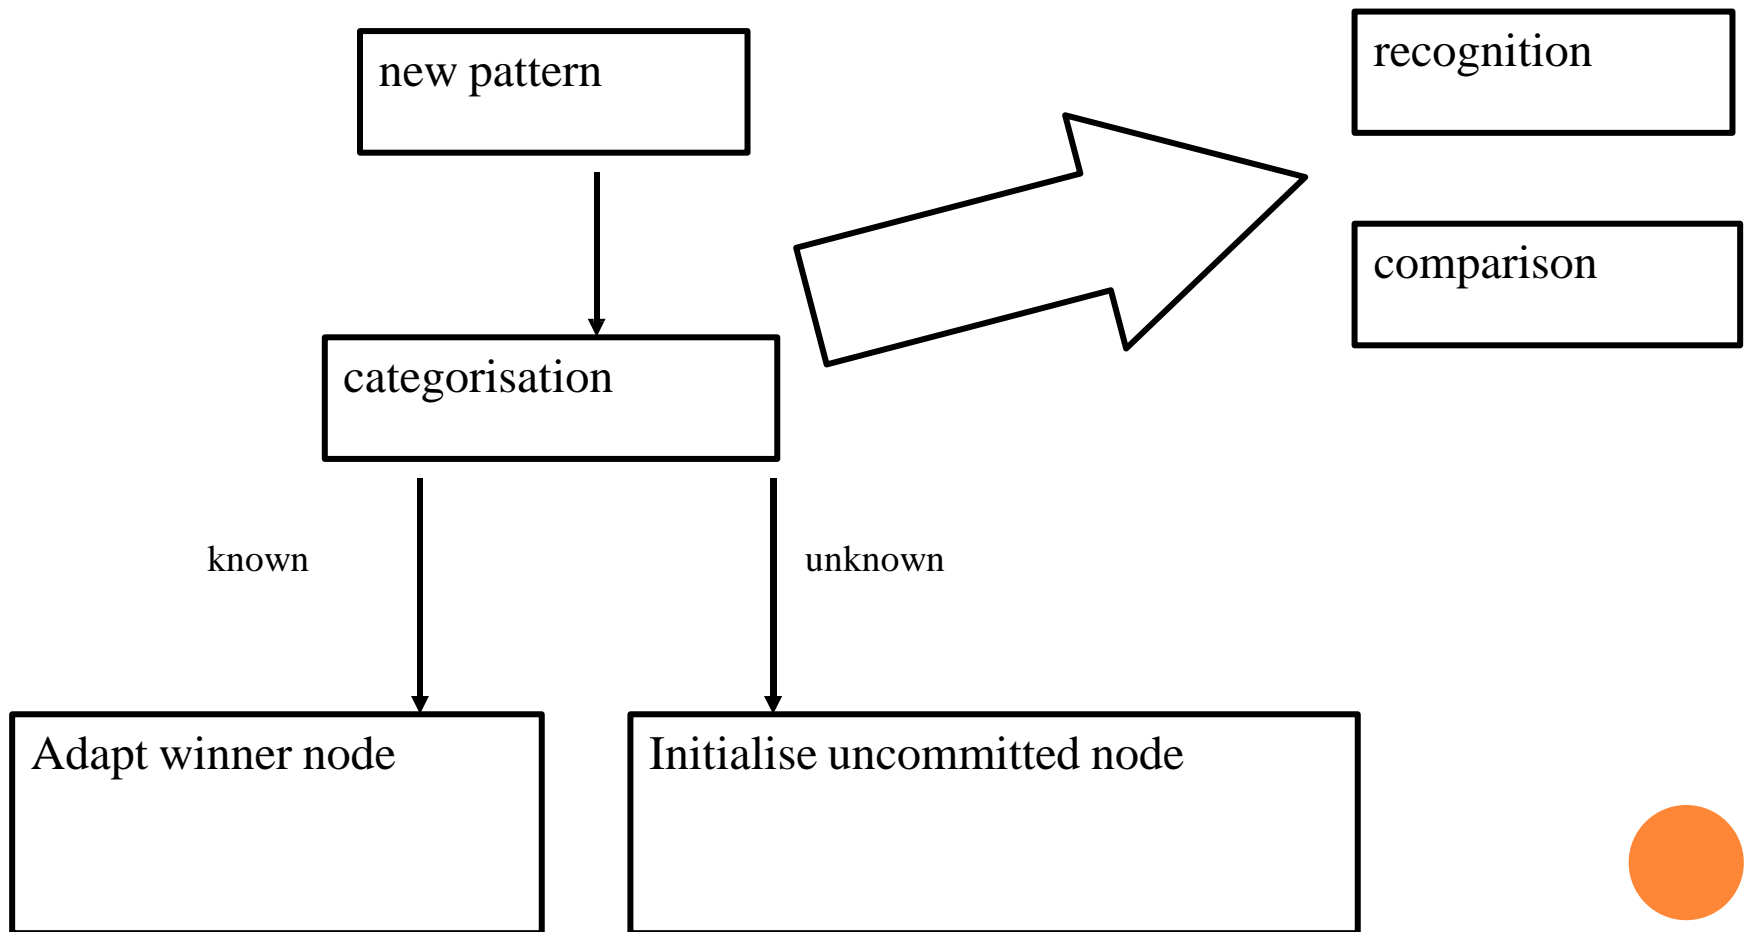 new pattern
recognition
comparison
categorisation
known
unknown
Adapt winner node
Initialise uncommitted node